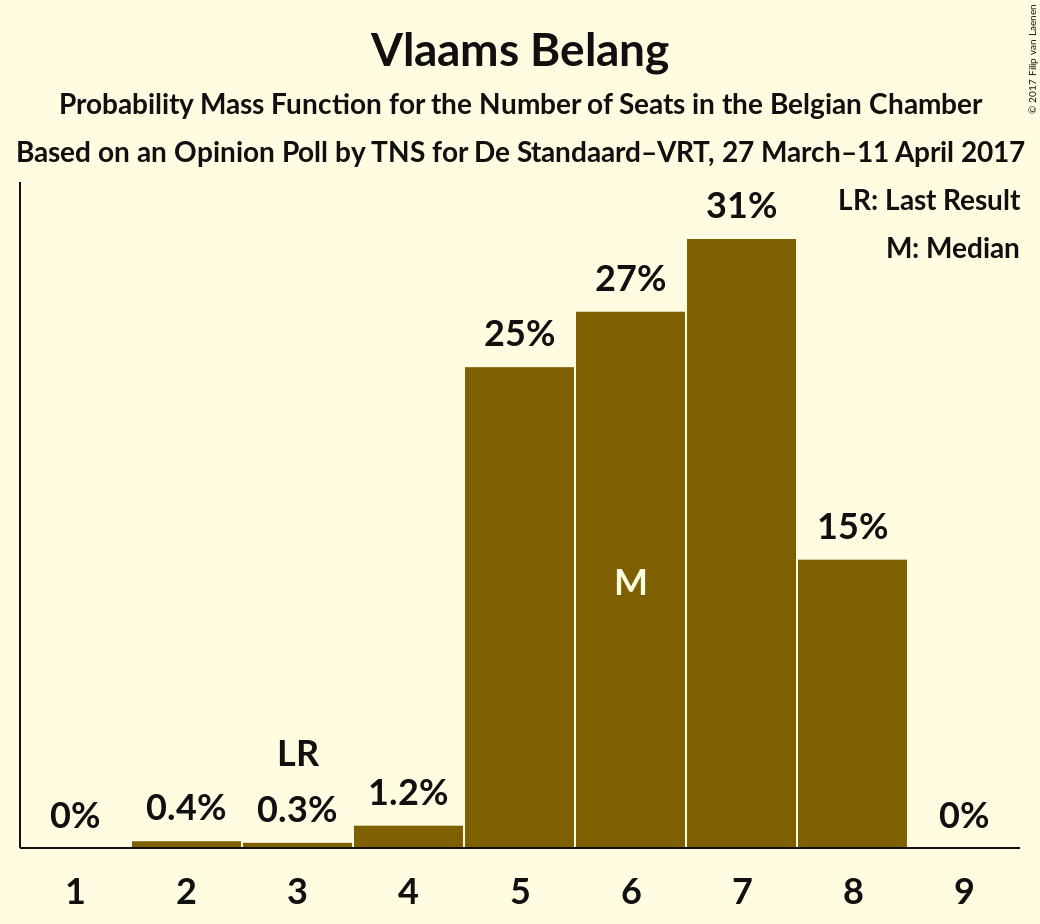 Vlaams Belang
Probability Mass Function for the Number of Seats in the Belgian Chamber
Based on an Opinion Poll by TNS for De Standaard–VRT, 27 March–11 April 2017
© 2017 Filip van Laenen
LR: Last Result
M: Median
31%
27%
25%
15%
M
LR
0% 0.4% 0.3% 1.2% 0%
1 2 3 4 5 6 7 8 9